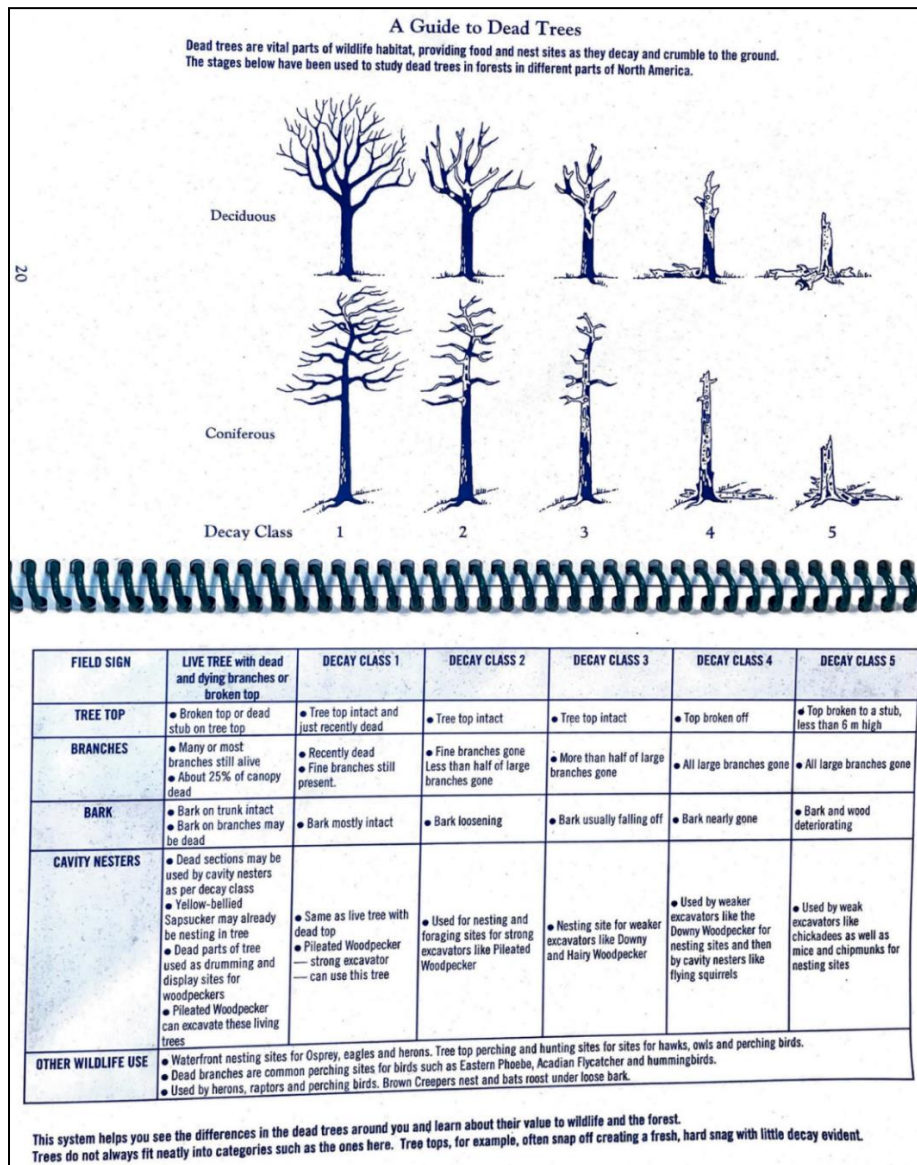 A Guide to Dead Trees
Dead trees are vital parts of wildlife habitat, providing food and nest sites as they decay and crumble to the ground.
The stages below have been used to study dead trees in forests in different parts of North America.
Deciduous
20
Coniferous
Decay Class 1 2 3 4 5
FIELD SIGN
LIVE TREE with dead
and dying branches or
broken top
DECAY CLASS 1
DECAY CLASS 2
DECAY CLASS 3
DECAY CLASS 4
DECAY CLASS 5
TREE TOP
• Broken top or dead
stub on tree top
• Tree top intact and
just recently dead
• Tree top intact
• Tree top intact
• Top broken off
• Top broken to a stub,
less than 6 m high
BRANCHES
• Many or most
branches still alive
• About 25% of canopy
dead
• Recently dead
• Fine branches still
present.
• Fine branches gone
Less than half of large
branches gone
• More than half of large
branches gone
• All large branches gone
• All large branches gone
BARK
• Bark on trunk intact
• Bark on branches may
be dead
• Bark mostly intact
• Bark loosening
• Bark usually falling off
• Bark nearly gone
• Bark and wood
deteriorating
CAVITY NESTERS
• Dead sections may be
used by cavity nesters
as per decay class
• Yellow-bellied
Sapsucker may already
be nesting in tree
• Dead parts of tree
used as drumming and
display sites for
woodpeckers
• Pileated Woodpecker
can excavate these living
trees
• Same as live tree with
dead top
• Pileated Woodpecker
— strong excavator
— can use this tree
• Used for nesting and
foraging sites for strong
excavators like Pileated
Woodpecker
• Nesting site for weaker
excavators like Downy
and Hairy Woodpecker
• Used by weaker
excavators like the
Downy Woodpecker for
nesting sites and then
by cavity nesters like
flying squirrels
• Used by weak
excavators like
chickadees as well as
mice and chipmunks for
nesting sites
OTHER WILDLIFE USE
• Waterfront nesting sites for Osprey, eagles and herons. Tree top perching and hunting sites for sites for hawks, owls and perching birds.
• Dead branches are common perching sites for birds such as Eastern Phoebe, Acadian Flycatcher and hummingbirds.
• Used by herons, raptors and perching birds. Brown Creepers nest and bats roost under loose bark.
This system helps you see the differences in the dead trees around you and learn about their value to wildlife and the forest.
Trees do not always fit neatly into categories such as the ones here. Tree tops, for example, often snap off creating a fresh, hard snag with little decay evident.